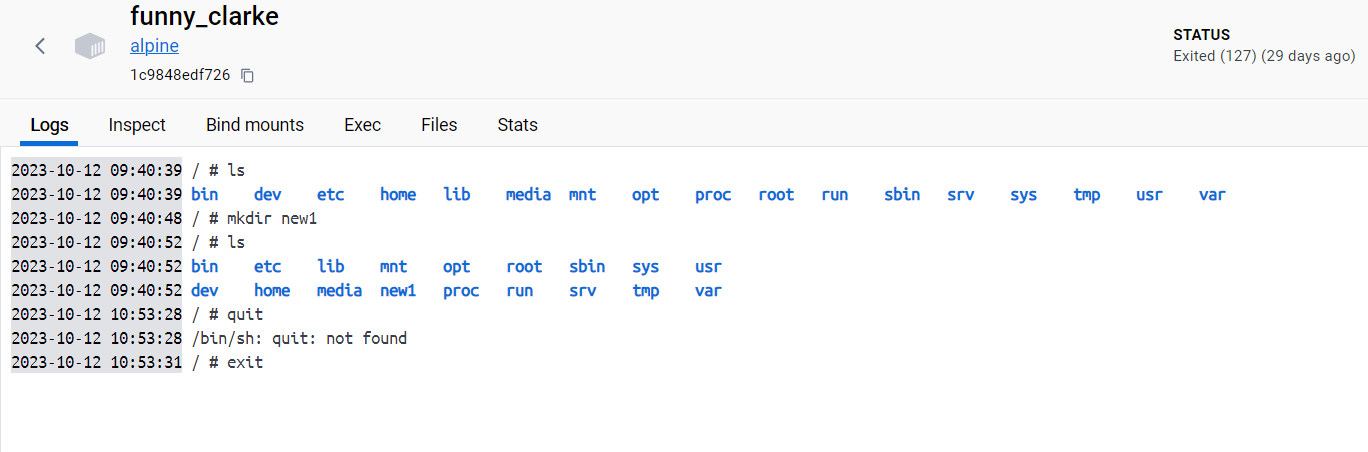 funny_clarke
alpine
1c9848edf726
STATUS
Exited (127) (29 days ago)
Logs Inspect Bind mounts Exec Files Stats
2023-10-12 09:40:39 / # ls
2023-10-12 09:40:39 bin dev etc home lib media mnt opt proc root run sbin srv sys tmp usr var
2023-10-12 09:40:48 / # mkdir new1
2023-10-12 09:40:52 / # ls
2023-10-12 09:40:52 bin etc lib mnt opt root sbin sys usr
2023-10-12 09:40:52 dev home media new1 proc run srv tmp var
2023-10-12 10:53:28 / # quit
2023-10-12 10:53:28 /bin/sh: quit: not found
2023-10-12 10:53:31 / # exit